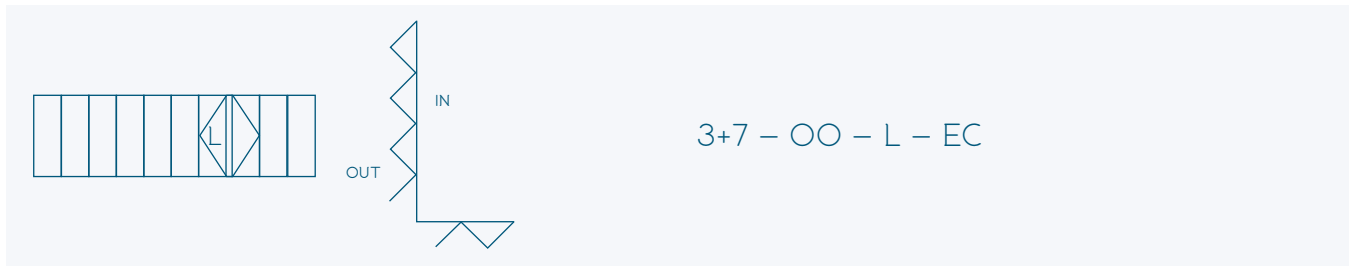 L
IN
OUT
3+7 – OO – L – EC